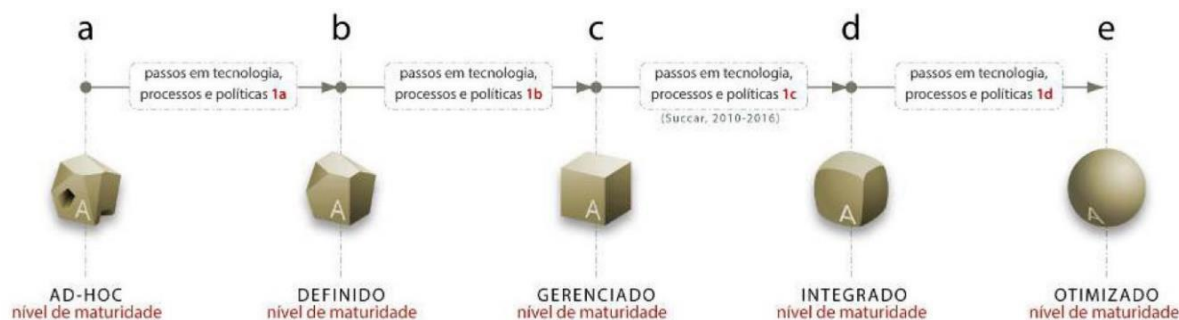 a
b
c
d
e
passos em tecnologia,
processos e políticas 1a
passos em tecnologia,
processos e políticas 1b
passos em tecnologia,
processos e políticas 1c
passos em tecnologia,
processos e políticas 1d
(Succar, 2010-2016)
A
A
A
A
A
AD-HOC
nível de maturidade
DEFINIDO
nível de maturidade
GERENCIADO
nível de maturidade
INTEGRADO
nível de maturidade
OTIMIZADO
nível de maturidade